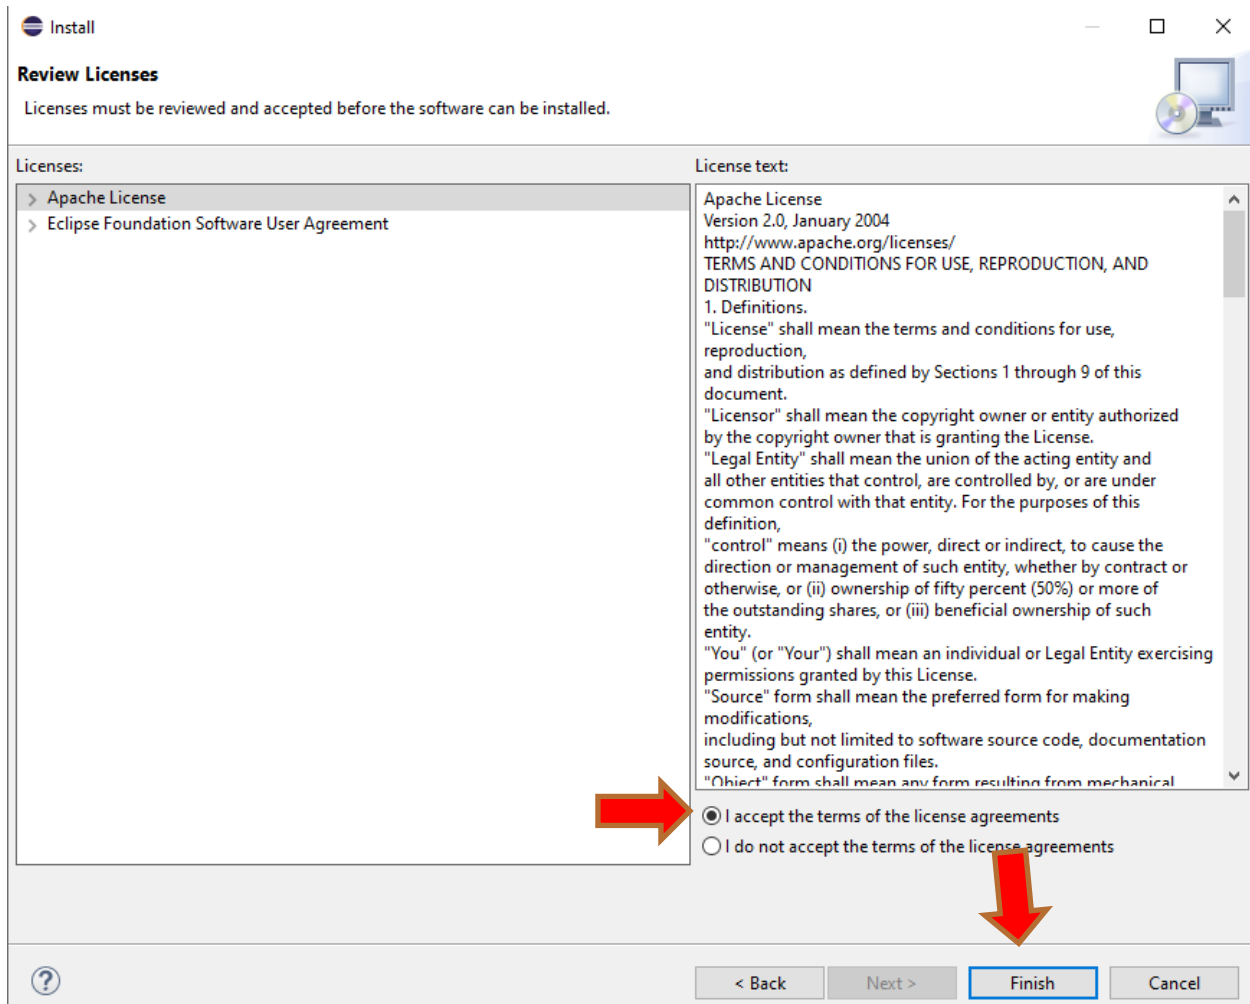 Install
Review Licenses
Licenses must be reviewed and accepted before the software can be installed.
Licenses:
Apache License
Eclipse Foundation Software User Agreement
License text:
Apache License
Version 2.0, January 2004
http://www.apache.org/licenses/
TERMS AND CONDITIONS FOR USE, REPRODUCTION, AND
DISTRIBUTION
1. Definitions.
"License" shall mean the terms and conditions for use,
reproduction,
and distribution as defined by Sections 1 through 9 of this
document.
"Licensor" shall mean the copyright owner or entity authorized
by the copyright owner that is granting the License.
"Legal Entity" shall mean the union of the acting entity and
all other entities that control, are controlled by, or are under
common control with that entity. For the purposes of this
definition,
"control" means (i) the power, direct or indirect, to cause the
direction or management of such entity, whether by contract or
otherwise, or (ii) ownership of fifty percent (50%) or more of
the outstanding shares, or (iii) beneficial ownership of such
entity.
"You" (or "Your") shall mean an individual or Legal Entity exercising
permissions granted by this License.
"Source" form shall mean the preferred form for making
modifications,
including but not limited to software source code, documentation
source, and configuration files.
"Object" form shall mean any form resulting from mechanical
I accept the terms of the license agreements
I do not accept the terms of the license agreements
?
< Back
Next >
Finish
Cancel